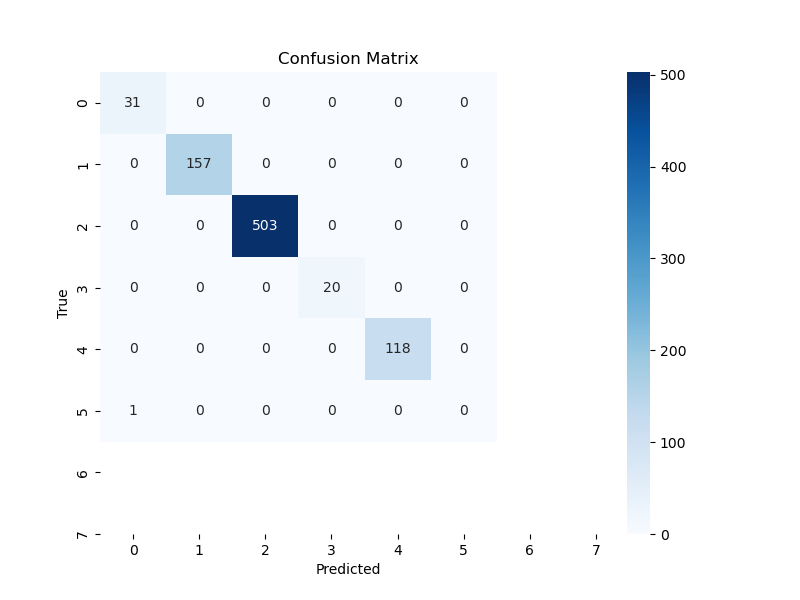 Confusion Matrix
500
0 31 0 0 0 0 0
400
1 0 157 0 0 0 0
300
2 0 0 503 0 0 0
3 0 0 0 20 0 0
True
200
4 0 0 0 0 118 0
100
5 1 0 0 0 0 0
6
7
0
0 1 2 3 4 5 6 7
Predicted